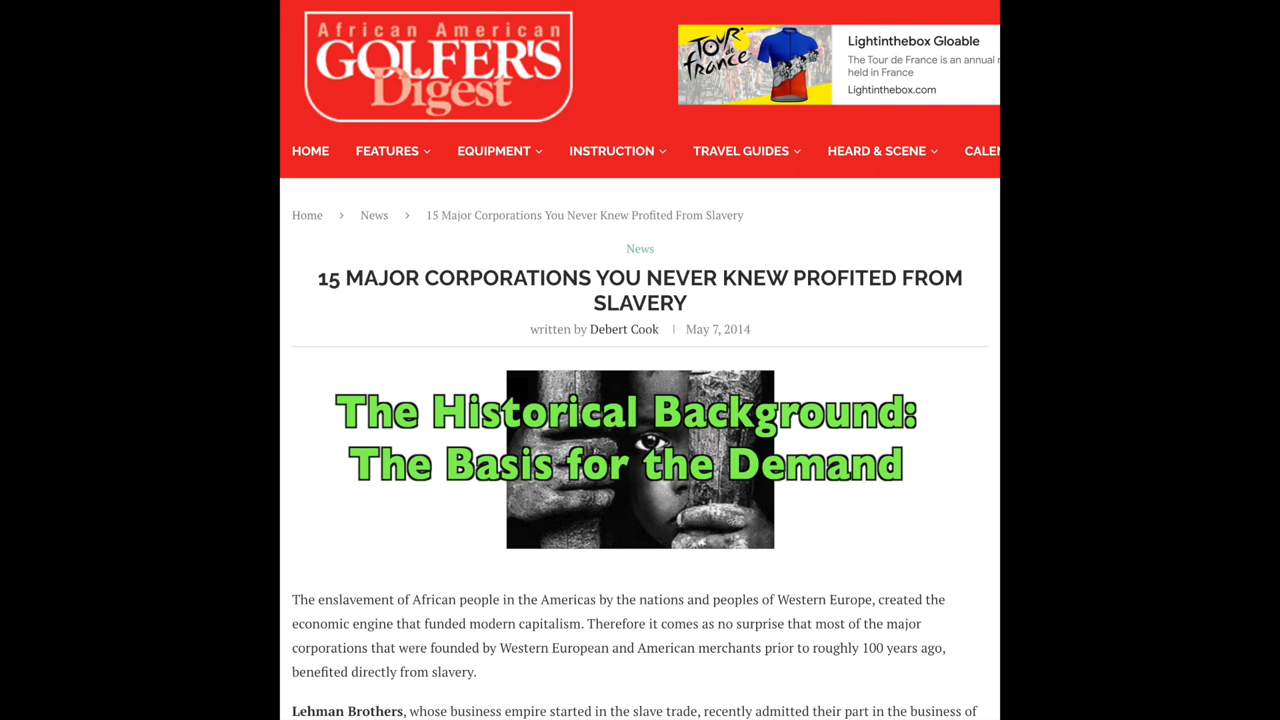 African American
GOLFER'S
Digest
TOUR de france
Lightinthebox Gloable
The Tour de France is an annual
held in France
Lightinthebox.com
HOME FEATURES EQUIPMENT INSTRUCTION TRAVEL GUIDES HEARD & SCENE CALEN
Home > News > 15 Major Corporations You Never Knew Profited From Slavery
News
15 MAJOR CORPORATIONS YOU NEVER KNEW PROFITED FROM
SLAVERY
written by Debert Cook | May 7, 2014
The Historical Background:
The Basis for the Demand
The enslavement of African people in the Americas by the nations and peoples of Western Europe, created the
economic engine that funded modern capitalism. Therefore it comes as no surprise that most of the major
corporations that were founded by Western European and American merchants prior to roughly 100 years ago,
benefited directly from slavery.
Lehman Brothers, whose business empire started in the slave trade, recently admitted their part in the business of